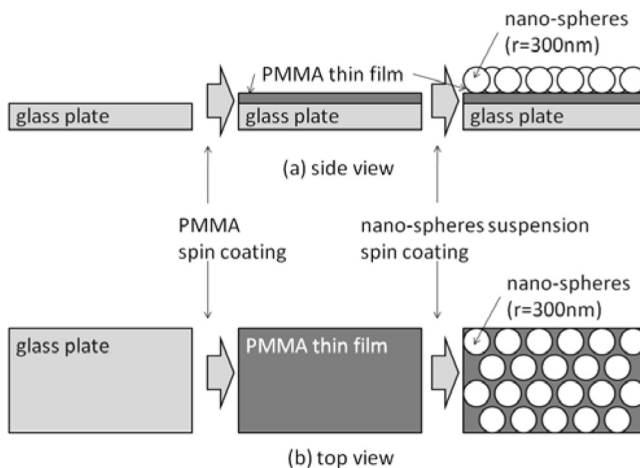 nano-spheres
(r=300nm)
PMMA thin film
glass plate
glass plate
glass plate
(a) side view
PMMA
spin coating
nano-spheres suspension
spin coating
nano-spheres
(r=300nm)
glass plate
PMMA thin film
(b) top view